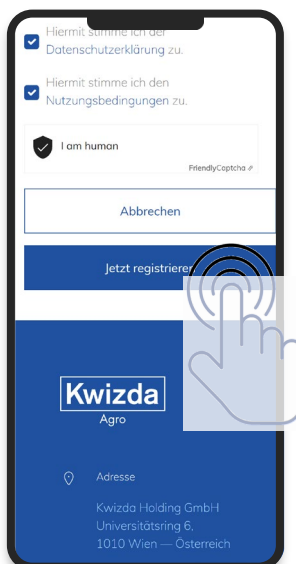 Hiermit stimme ich der
Datenschutzerklärung zu.
Hiermit stimme ich den
Nutzungsbedingungen zu.
I am human
FriendlyCaptcha
Abbrechen
Jetzt registrieren
Kwizda
Agro
Adresse
Kwizda Holding GmbH
Universitätsring 6,
1010 Wien — Österreich